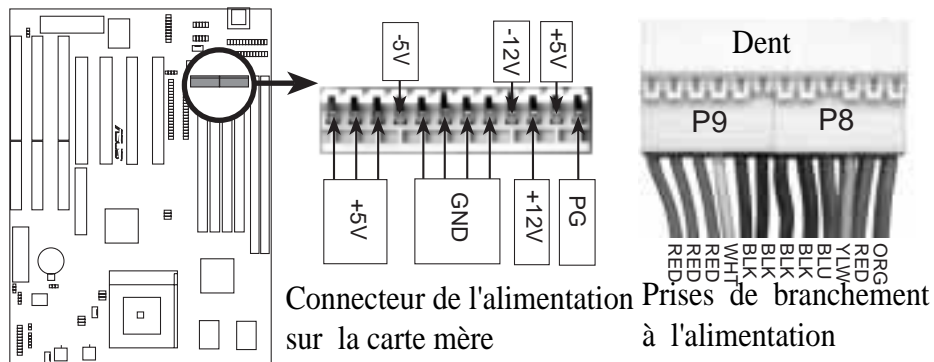 -5V
-12V
+5V
+5V
GND
+12V
PG
Dent
P9
P8
RED
RED
RED
WHT
BLK
BLK
BLK
BLK
BLU
YLW
RED
ORG
Connecteur de l'alimentation
sur la carte mère
Prises de branchement
à l'alimentation